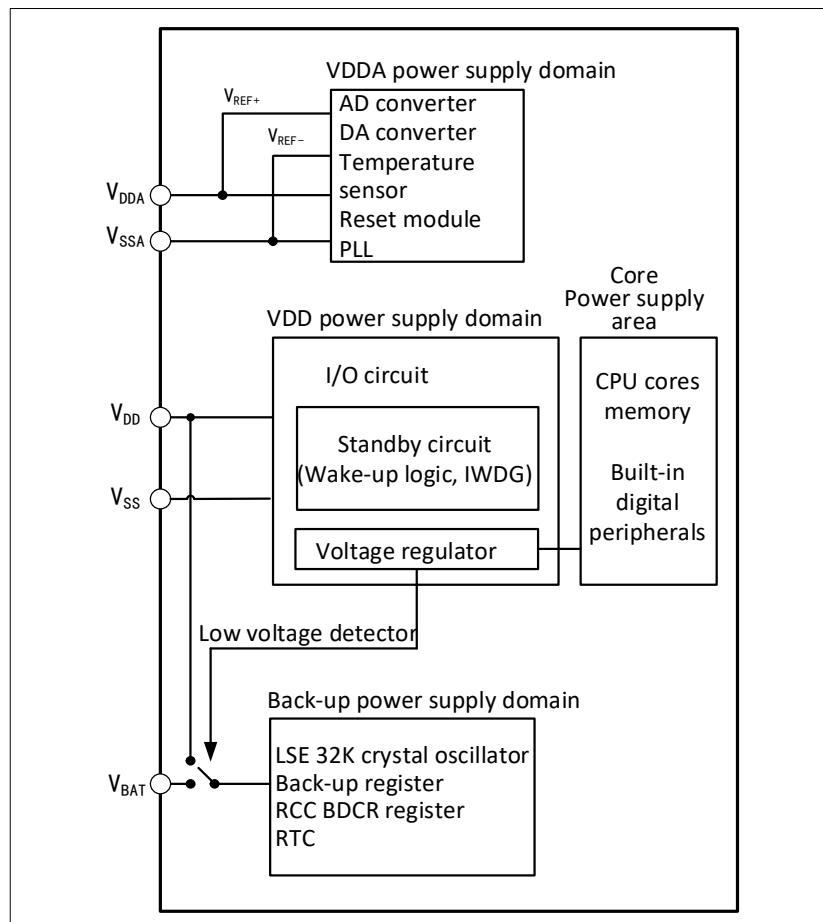 VDDA power supply domain
VREF+
AD converter
DA converter
VREF-
Temperature
sensor
Reset module
PLL
VDDA
VSSA
Core
Power supply
area
VDD power supply domain
I/O circuit
CPU cores
memory
Built-in
digital
peripherals
VDD
Standby circuit
(Wake-up logic, IWDG)
VSS
Voltage regulator
Low voltage detector
Back-up power supply domain
LSE 32K crystal oscillator
Back-up register
RCC BDCR register
RTC
VBAT